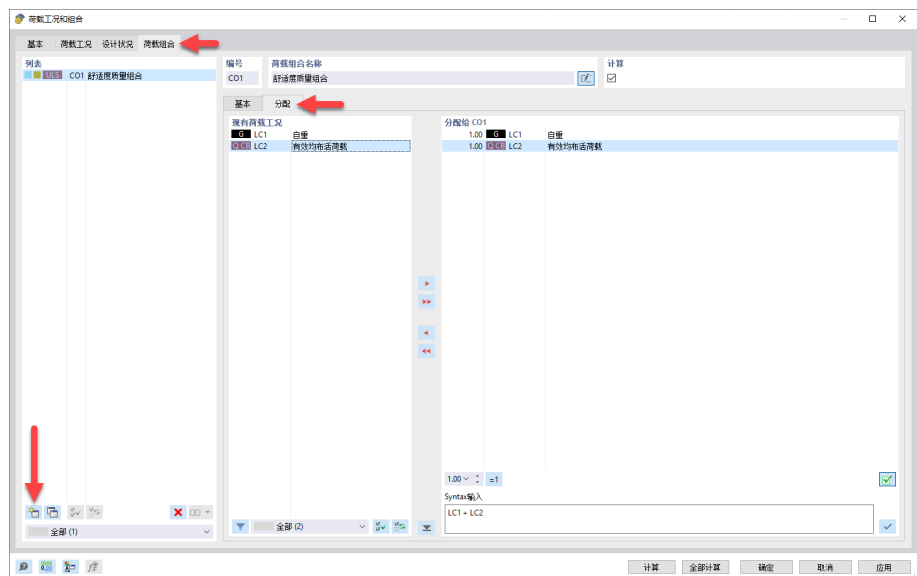 荷载工况和组合
基本 荷载工况 设计状况 荷载组合
列表
ULS CO1 舒适度质量组合
全部 (1)
编号
CO1
荷载组合名称
舒适度质量组合
计算
基本 分配
现有荷载工况
G LC1 自重
Q CB LC2 有效均布活荷载
全部 (2)
分配给 CO1
1.00 G LC1 自重
1.00 Q CB LC2 有效均布活荷载
1.00 =1
Syntax输入
LC1 + LC2
0,00
计算 全部计算 确定 取消 应用